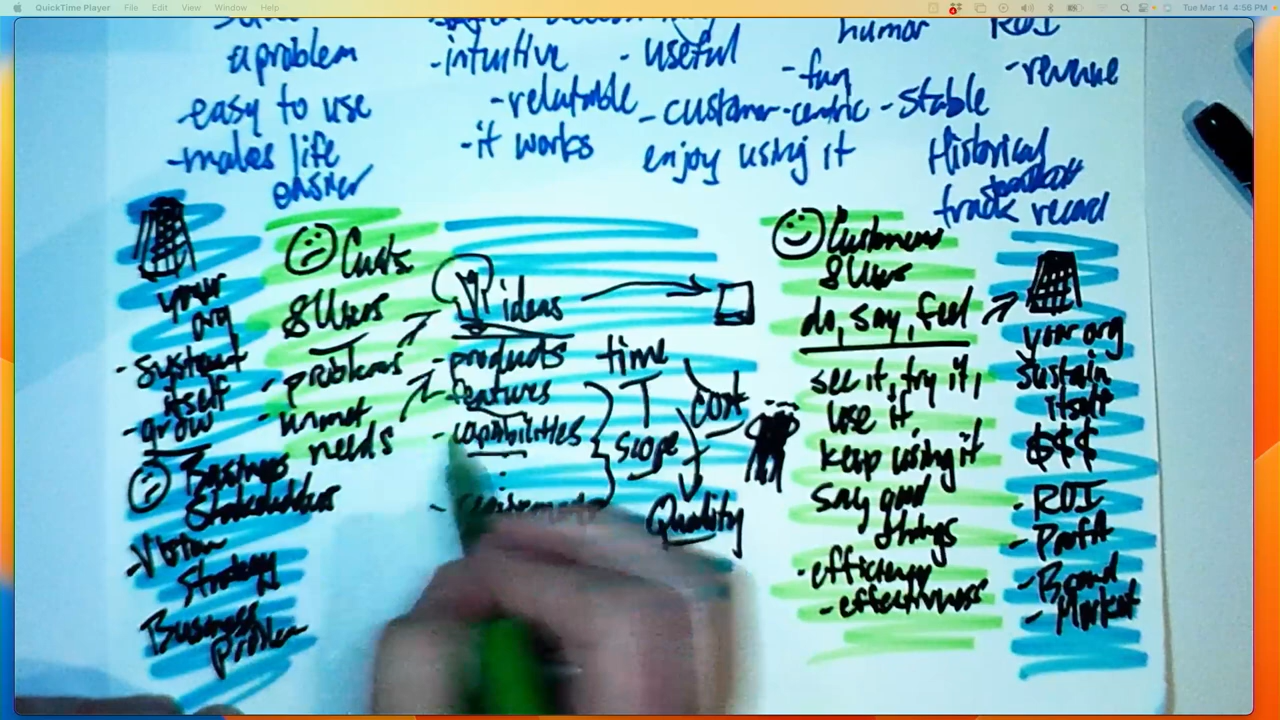 QuickTime Player File Edit View Window Help
Tue Mar 14 4:56 PM
a problem
- easy to use
- makes life
easier
- intuitive
- relatable
- it works
- useful
- customer-centric
enjoy using it
humor
- fun
- stable
Historical
track record
ROI
- revenue
your
org
- sustain
itself
- grow
Business
Stakeholders
- Vision
Strategy
Business
Problem
Custs
& Users
- problems
- unmet
needs
ideas
- products
- features
- capabilities
time
cost
scope
Quality
Customers
& Users
do, say, feel
see it, try it,
use it,
keep using it
say good
things
- efficiency
- effectiveness
your org
sustain
itself
$$$
- ROI
- Profit
- Brand
- Market